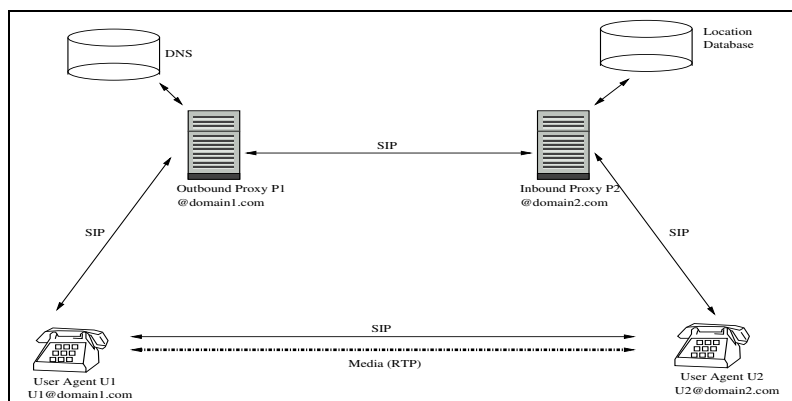 DNS
Location
Database
SIP
Outbound Proxy P1
@domain1.com
Inbound Proxy P2
@domain2.com
SIP
SIP
SIP
Media (RTP)
User Agent U1
U1@domain1.com
User Agent U2
U2@domain2.com